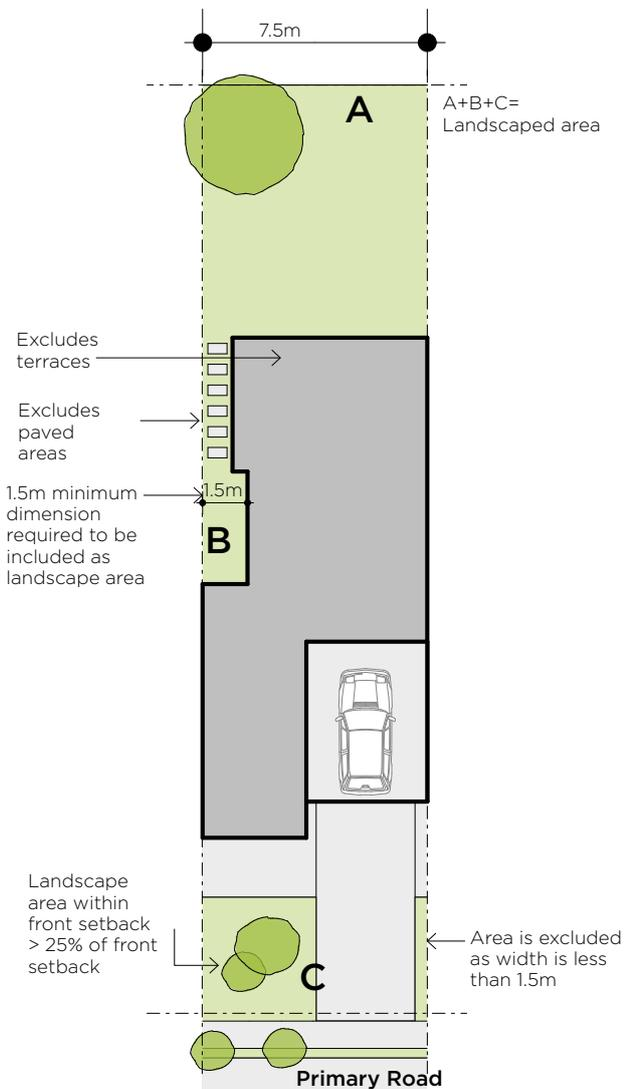 7.5m
A
A+B+C=
Landscaped area
Excludes
terraces
Excludes
paved
areas
1.5m minimum
dimension
required to be
included as
landscape area
1.5m
B
Landscape
area within
front setback
> 25% of front
setback
C
Area is excluded
as width is less
than 1.5m
Primary Road